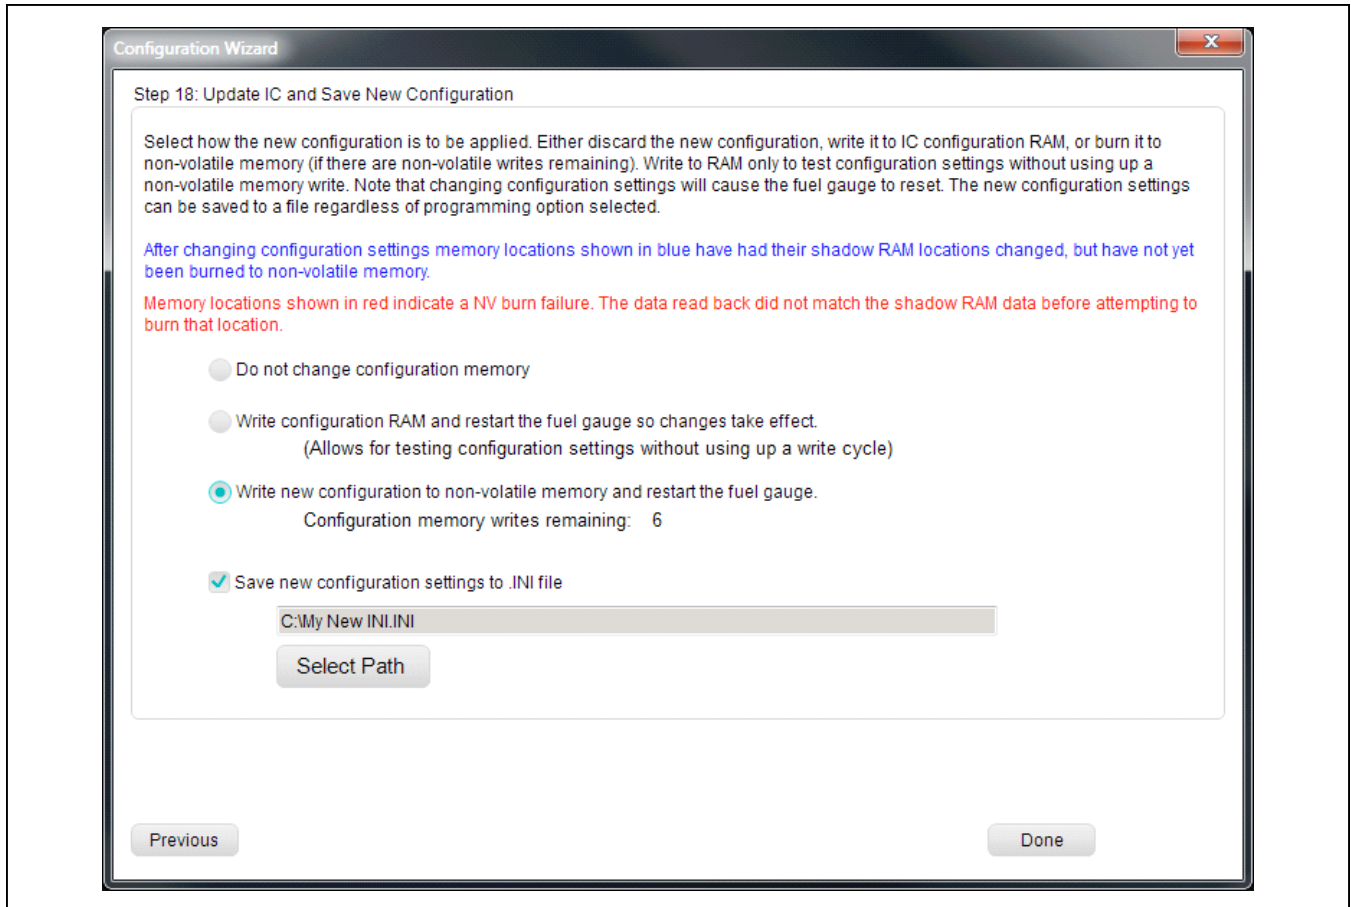 Configuration Wizard
x
Step 18: Update IC and Save New Configuration
Select how the new configuration is to be applied. Either discard the new configuration, write it to IC configuration RAM, or burn it to
non-volatile memory (if there are non-volatile writes remaining). Write to RAM only to test configuration settings without using up a
non-volatile memory write. Note that changing configuration settings will cause the fuel gauge to reset. The new configuration settings
can be saved to a file regardless of programming option selected.
After changing configuration settings memory locations shown in blue have had their shadow RAM locations changed, but have not yet
been burned to non-volatile memory.
Memory locations shown in red indicate a NV burn failure. The data read back did not match the shadow RAM data before attempting to
burn that location.
Do not change configuration memory
Write configuration RAM and restart the fuel gauge so changes take effect.
(Allows for testing configuration settings without using up a write cycle)
Write new configuration to non-volatile memory and restart the fuel gauge.
Configuration memory writes remaining: 6
Save new configuration settings to .INI file
C:\My New INI.INI
Select Path
Previous
Done